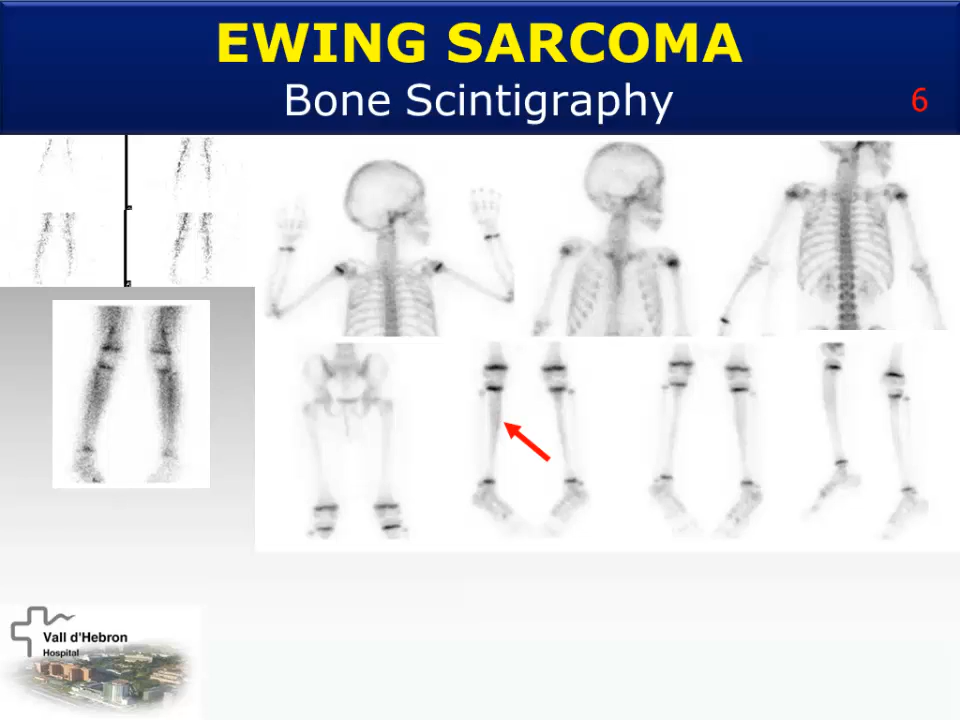 EWING SARCOMA
Bone Scintigraphy
6
Vall d'Hebron
Hospital